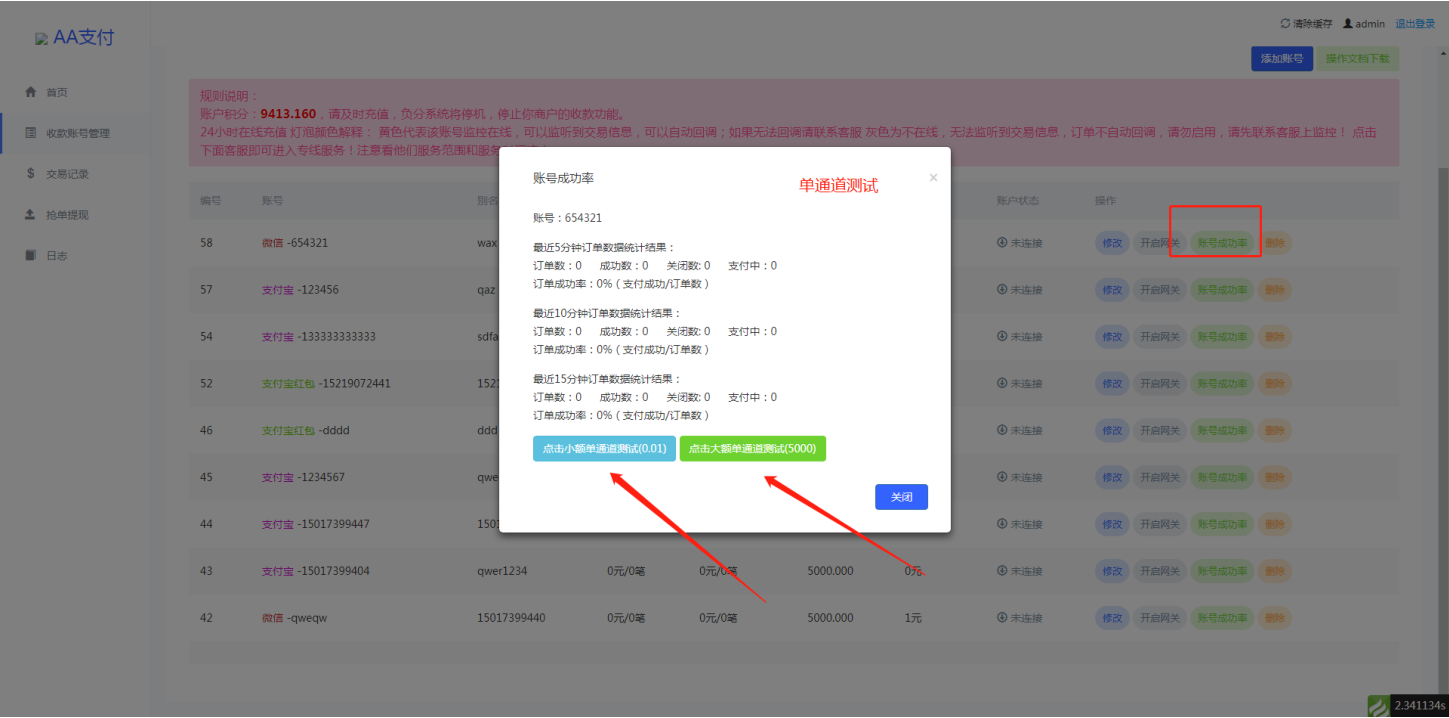 AA支付
清除缓存 admin 退出登录
添加账号 操作文档下载
首页
收款账号管理
交易记录
抢单提现
日志
规则说明：
账户积分：9413.160，请及时充值，负分系统将停机，停止你商户的收款功能。
24小时在线充值 灯泡颜色解释： 黄色代表该账号监控在线，可以监听到交易信息，可以自动回调；如果无法回调请联系客服 灰色为不在线，无法监听到交易信息，订单不自动回调，请勿启用，请先联系客服上监控！ 点击
下面客服即可进入专线服务！注意看他们服务范围和服务
编号 账号 别名 账户状态 操作
58 微信 -654321 wax 未连接 修改 开启网关 账号成功率 删除
57 支付宝 -123456 qaz 未连接 修改 开启网关 账号成功率 删除
54 支付宝 -133333333333 sdfa 未连接 修改 开启网关 账号成功率 删除
52 支付宝红包 -15219072441 152 未连接 修改 开启网关 账号成功率 删除
46 支付宝红包 -dddd ddd 未连接 修改 开启网关 账号成功率 删除
45 支付宝 -1234567 qwe 未连接 修改 开启网关 账号成功率 删除
44 支付宝 -15017399447 150 未连接 修改 开启网关 账号成功率 删除
43 支付宝 -15017399404 qwer1234 0元/0笔 0元/0笔 5000.000 0元 未连接 修改 开启网关 账号成功率 删除
42 微信 -qweqw 15017399440 0元/0笔 0元/0笔 5000.000 1元 未连接 修改 开启网关 账号成功率 删除
账号成功率 单通道测试 ×
账号：654321
最近5分钟订单数据统计结果：
订单数：0 成功数：0 关闭数: 0 支付中：0
订单成功率：0% ( 支付成功/订单数 )
最近10分钟订单数据统计结果：
订单数：0 成功数：0 关闭数: 0 支付中：0
订单成功率：0% ( 支付成功/订单数 )
最近15分钟订单数据统计结果：
订单数：0 成功数：0 关闭数: 0 支付中：0
订单成功率：0% ( 支付成功/订单数 )
点击小额单通道测试(0.01) 点击大额单通道测试(5000)
关闭
2.341134s